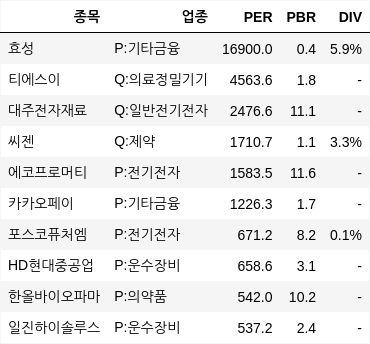 종목 업종 PER PBR DIV
효성 P:기타금융 16900.0 0.4 5.9%
티에스이 Q:의료정밀기기 4563.6 1.8 -
대주전자재료 Q:일반전기전자 2476.6 11.1 -
씨젠 Q:제약 1710.7 1.1 3.3%
에코프로머티 P:전기전자 1583.5 11.6 -
카카오페이 P:기타금융 1226.3 1.7 -
포스코퓨처엠 P:전기전자 671.2 8.2 0.1%
HD현대중공업 P:운수장비 658.6 3.1 -
한올바이오파마 P:의약품 542.0 10.2 -
일진하이솔루스 P:운수장비 537.2 2.4 -